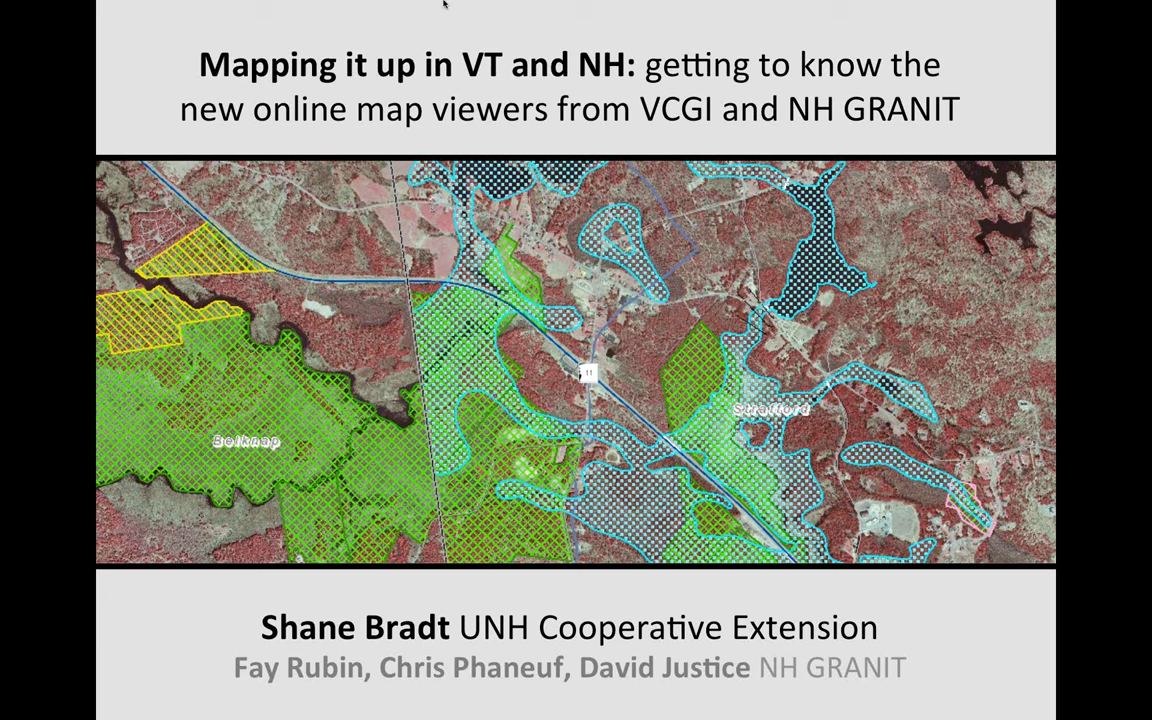 Mapping it up in VT and NH: getting to know the
new online map viewers from VCGI and NH GRANIT
11
Strafford
Belknap
Shane Bradt UNH Cooperative Extension
Fay Rubin, Chris Phaneuf, David Justice NH GRANIT